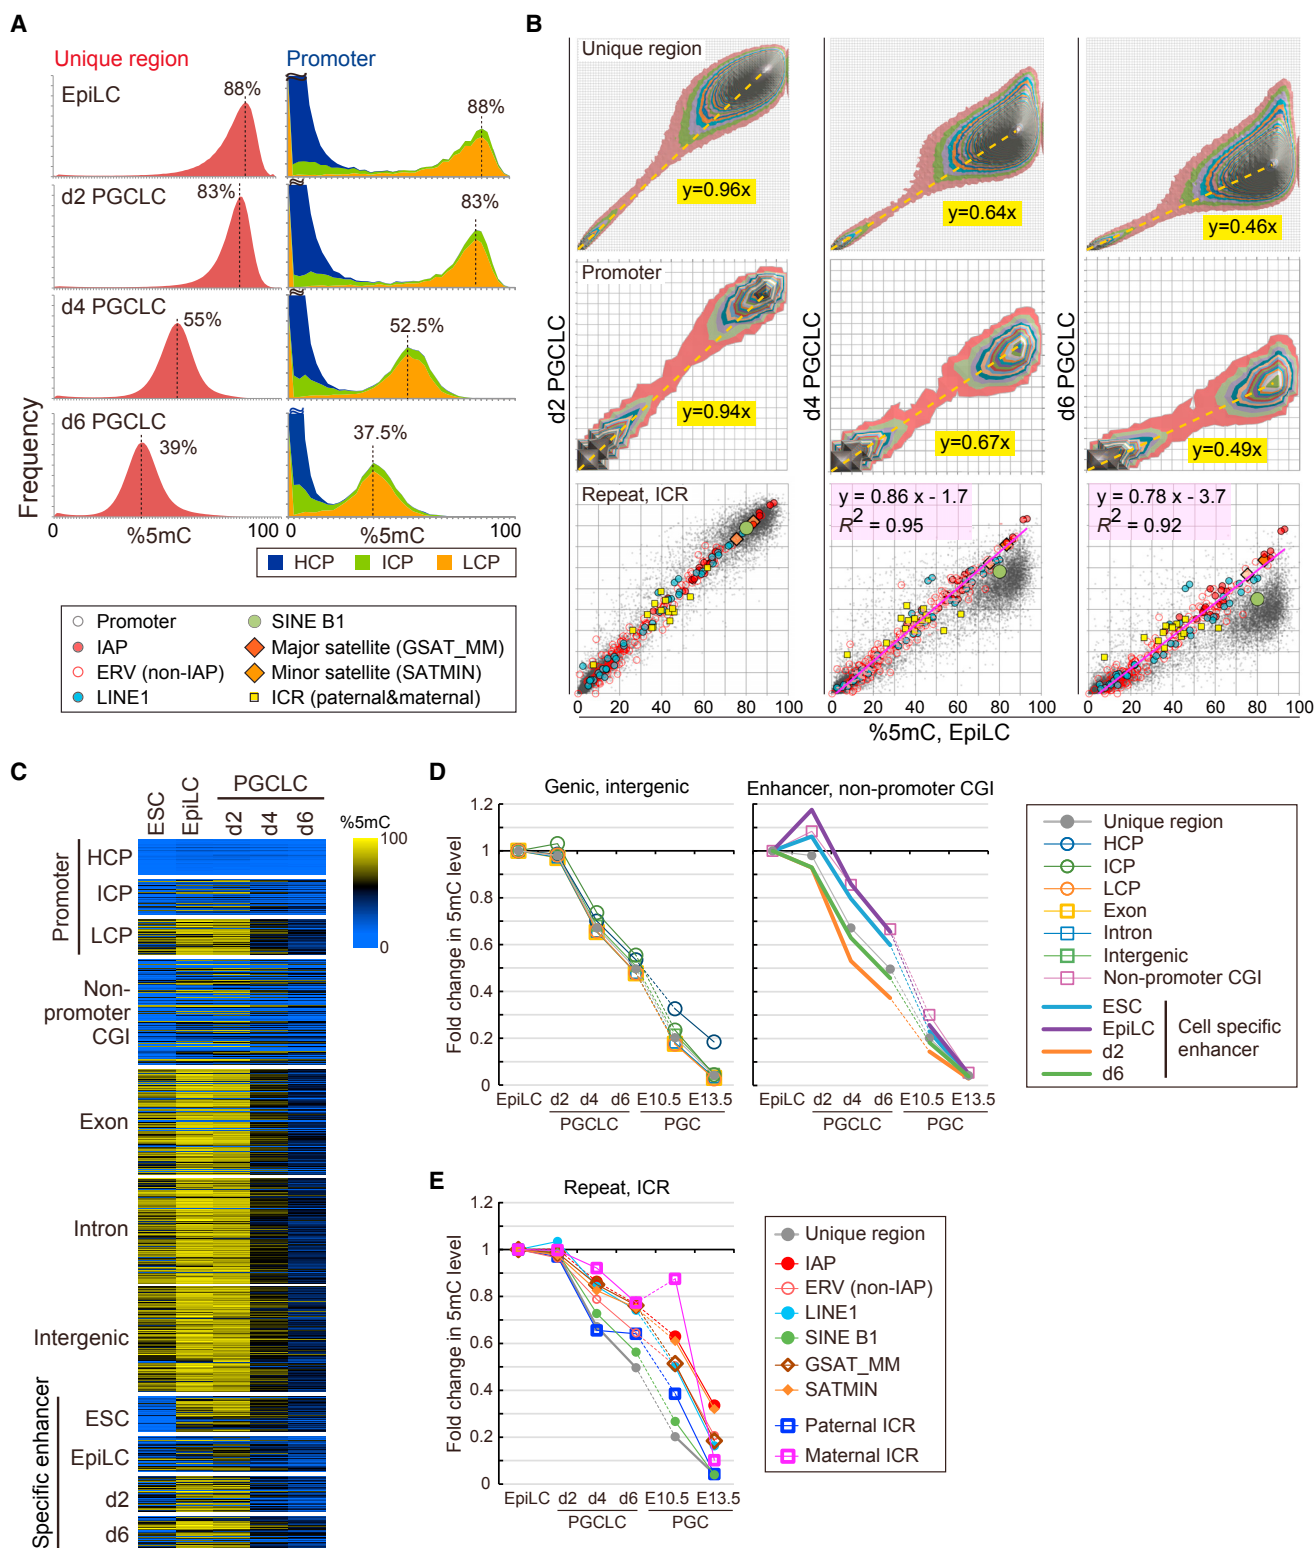 A
Unique region
Promoter
EpiLC
88%
88%
d2 PGCLC
83%
83%
d4 PGCLC
55%
52.5%
d6 PGCLC
39%
37.5%
Frequency
0
%5mC
100
0
%5mC
100
HCP
ICP
LCP
Promoter
IAP
ERV (non-IAP)
LINE1
SINE B1
Major satellite (GSAT_MM)
Minor satellite (SATMIN)
ICR (paternal&maternal)
B
Unique region
y=0.96x
y=0.64x
y=0.46x
Promoter
y=0.94x
y=0.67x
y=0.49x
d2 PGCLC
d4 PGCLC
d6 PGCLC
Repeat, ICR
y = 0.86 x - 1.7
R2 = 0.95
y = 0.78 x - 3.7
R2 = 0.92
0 20 40 60 80 100
0 20 40 60 80 100
0 20 40 60 80 100
%5mC, EpiLC
C
ESC
EpiLC
PGCLC
d2
d4
d6
%5mC
100
0
Promoter
HCP
ICP
LCP
Non-
promoter
CGI
Exon
Intron
Intergenic
Specific enhancer
ESC
EpiLC
d2
d6
D
Genic, intergenic
Fold change in 5mC level
1.2
1
0.8
0.6
0.4
0.2
0
EpiLC d2 d4 d6 E10.5 E13.5
PGCLC PGC
Enhancer, non-promoter CGI
EpiLC d2 d4 d6 E10.5 E13.5
PGCLC PGC
Unique region
HCP
ICP
LCP
Exon
Intron
Intergenic
Non-promoter CGI
ESC
EpiLC
d2
d6
Cell specific
enhancer
E
Repeat, ICR
Fold change in 5mC level
1.2
1
0.8
0.6
0.4
0.2
0
EpiLC d2 d4 d6 E10.5 E13.5
PGCLC PGC
Unique region
IAP
ERV (non-IAP)
LINE1
SINE B1
GSAT_MM
SATMIN
Paternal ICR
Maternal ICR